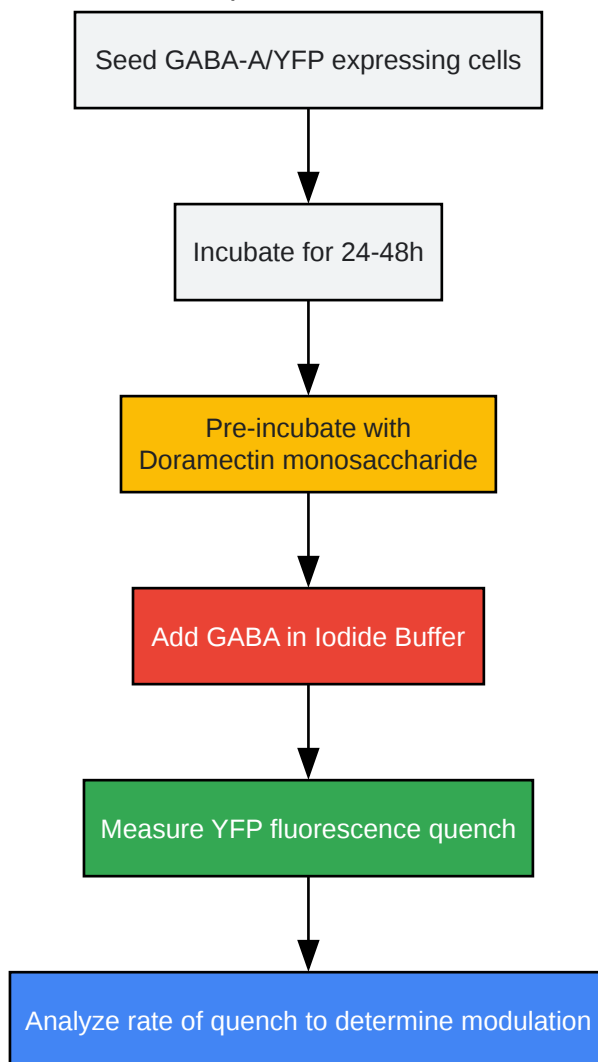 Seed GABA-A/YFP expressing cells
Incubate for 24-48h
Pre-incubate with
Doramectin monosaccharide
Add GABA in Iodide Buffer
Measure YFP fluorescence quench
Analyze rate of quench to determine modulation